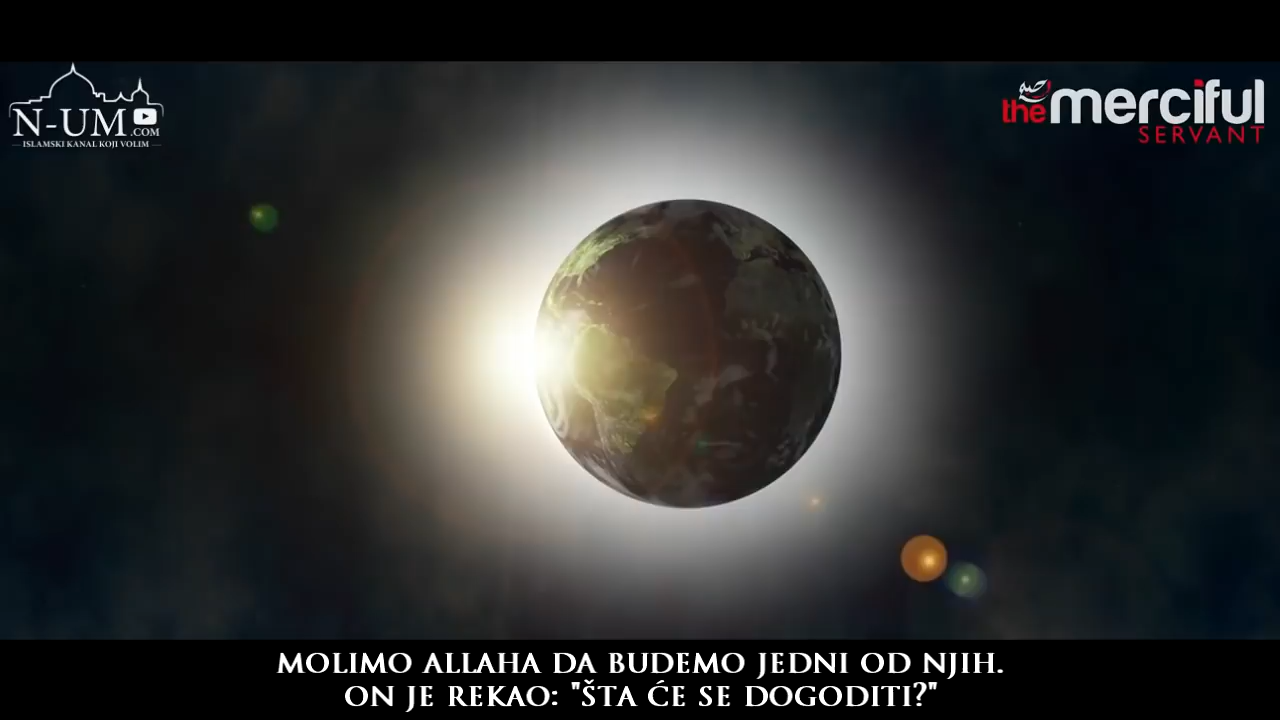 N-UM.COM
ISLAMSKI KANAL KOJI VOLIM
the merciful
SERVANT
MOLIMO ALLAHA DA BUDEMO JEDNI OD NJIH.
ON JE REKAO: "ŠTA ĆE SE DOGODITI?"